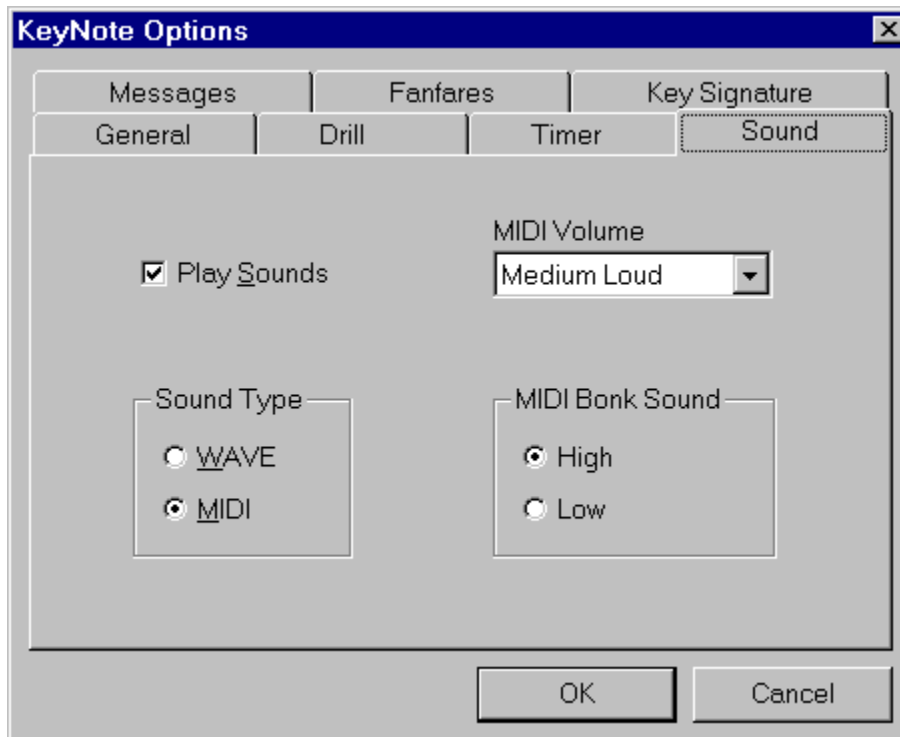 KeyNote Options
Messages Fanfares Key Signature
General Drill Timer Sound
MIDI Volume
Play Sounds Medium Loud
Sound Type MIDI Bonk Sound
WAVE High
MIDI Low
OK Cancel